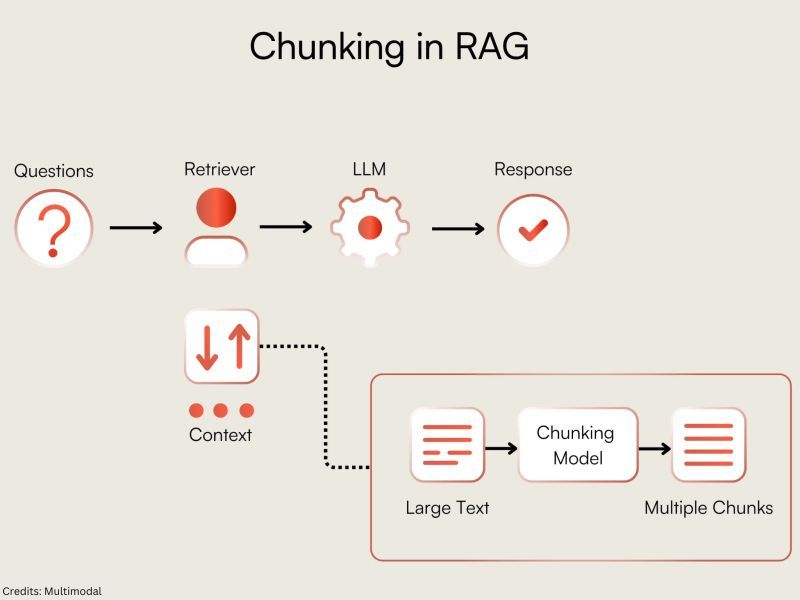 Chunking in RAG
Questions
Retriever
LLM
Response
?
Context
Chunking
Model
Large Text
Multiple Chunks
Credits: Multimodal